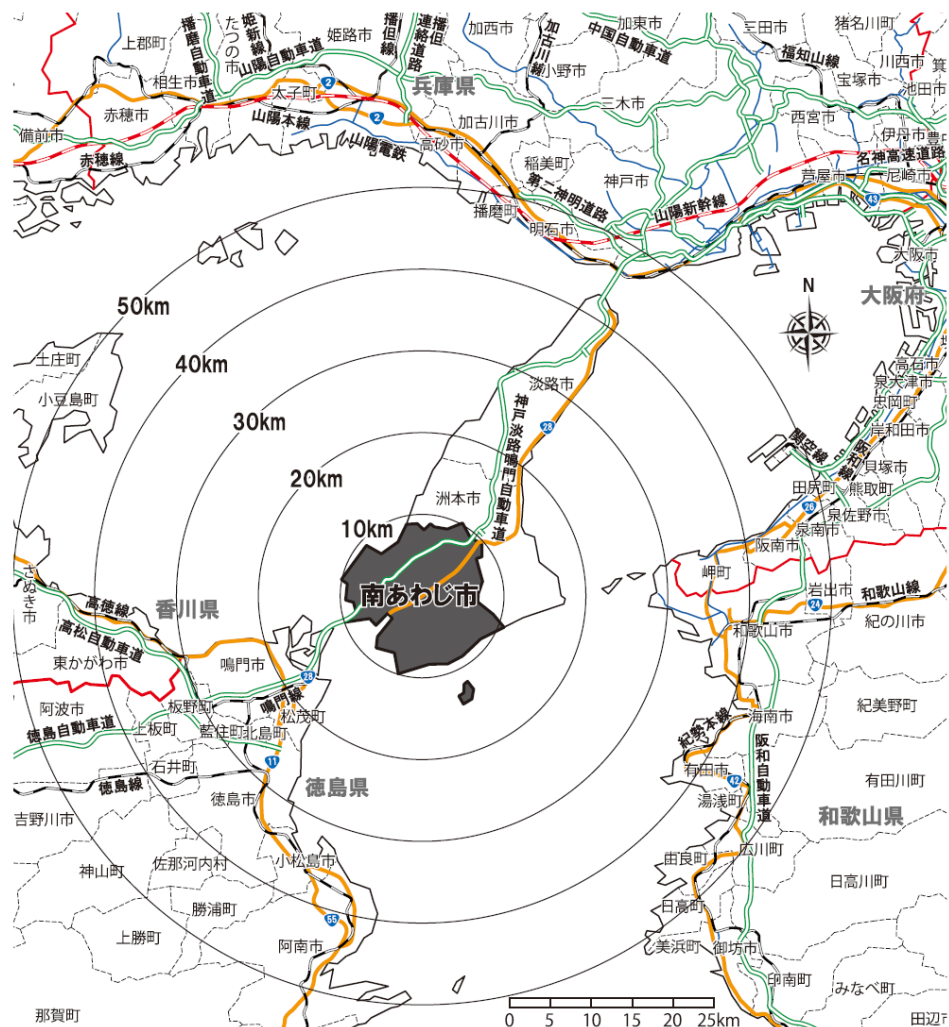 播磨自動車道
たつの市
姫新線
山陽自動車道
姫路市
播但線
播但連絡道路
加西市
加古川線
加東市
中国自動車道
三田市
福知山線
猪名川町
川西市
宝塚市
池田市
箕
上郡町
相生市
太子町
2
兵庫県
小野市
三木市
西宮市
伊丹市
豊中
赤穂市
備前市
赤穂線
山陽本線
2
山陽電鉄
加古川市
高砂市
稲美町
神戸市
名神高速道路
芦屋市
尼崎市
第二神明道路
播磨町
明石市
山陽新幹線
43
大阪市
大阪府
N
50km
40km
30km
20km
10km
土庄町
小豆島町
淡路市
28
神戸淡路鳴門自動車道
洲本市
南あわじ市
高石市
泉大津市
忠岡町
岸和田市
関空線
阪和線
貝塚市
田尻町
熊取町
26
泉佐野市
泉南市
阪南市
岬町
岩出市
24
和歌山線
紀の川市
和歌山市
さぬき市
高徳線
高松自動車道
香川県
東かがわ市
鳴門市
28
鳴門線
阿波市
板野町
松茂町
徳島自動車道
上板町
藍住町
北島町
石井町
11
徳島線
徳島市
徳島県
吉野川市
神山町
佐那河内村
小松島市
勝浦町
55
上勝町
阿南市
那賀町
海南市
紀美野町
紀勢本線
阪和自動車道
有田市
42
湯浅町
有田川町
和歌山県
由良町
広川町
日高町
日高川町
美浜町
御坊市
印南町
みなべ町
田辺
0 5 10 15 20 25km